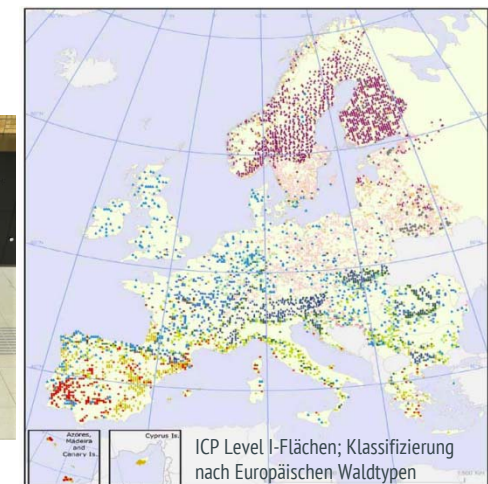 Azores,
Madeira
and
Canary Is.
Cyprus Is.
ICP Level I-Flächen; Klassifizierung
nach Europäischen Waldtypen